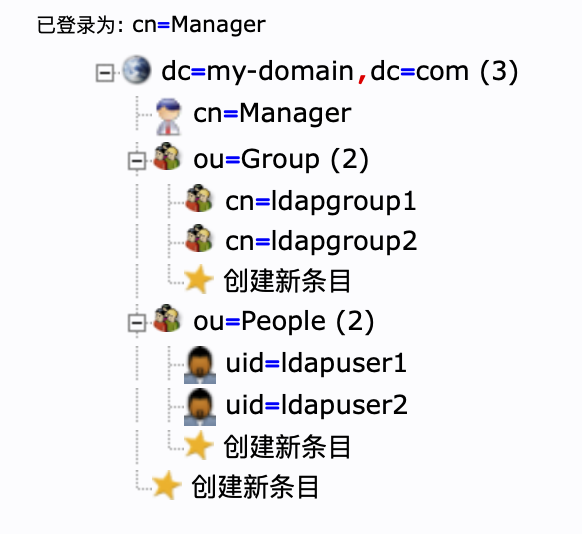 已登录为: cn=Manager
dc=my-domain,dc=com (3)
cn=Manager
ou=Group (2)
cn=ldapgroup1
cn=ldapgroup2
创建新条目
ou=People (2)
uid=ldapuser1
uid=ldapuser2
创建新条目
创建新条目